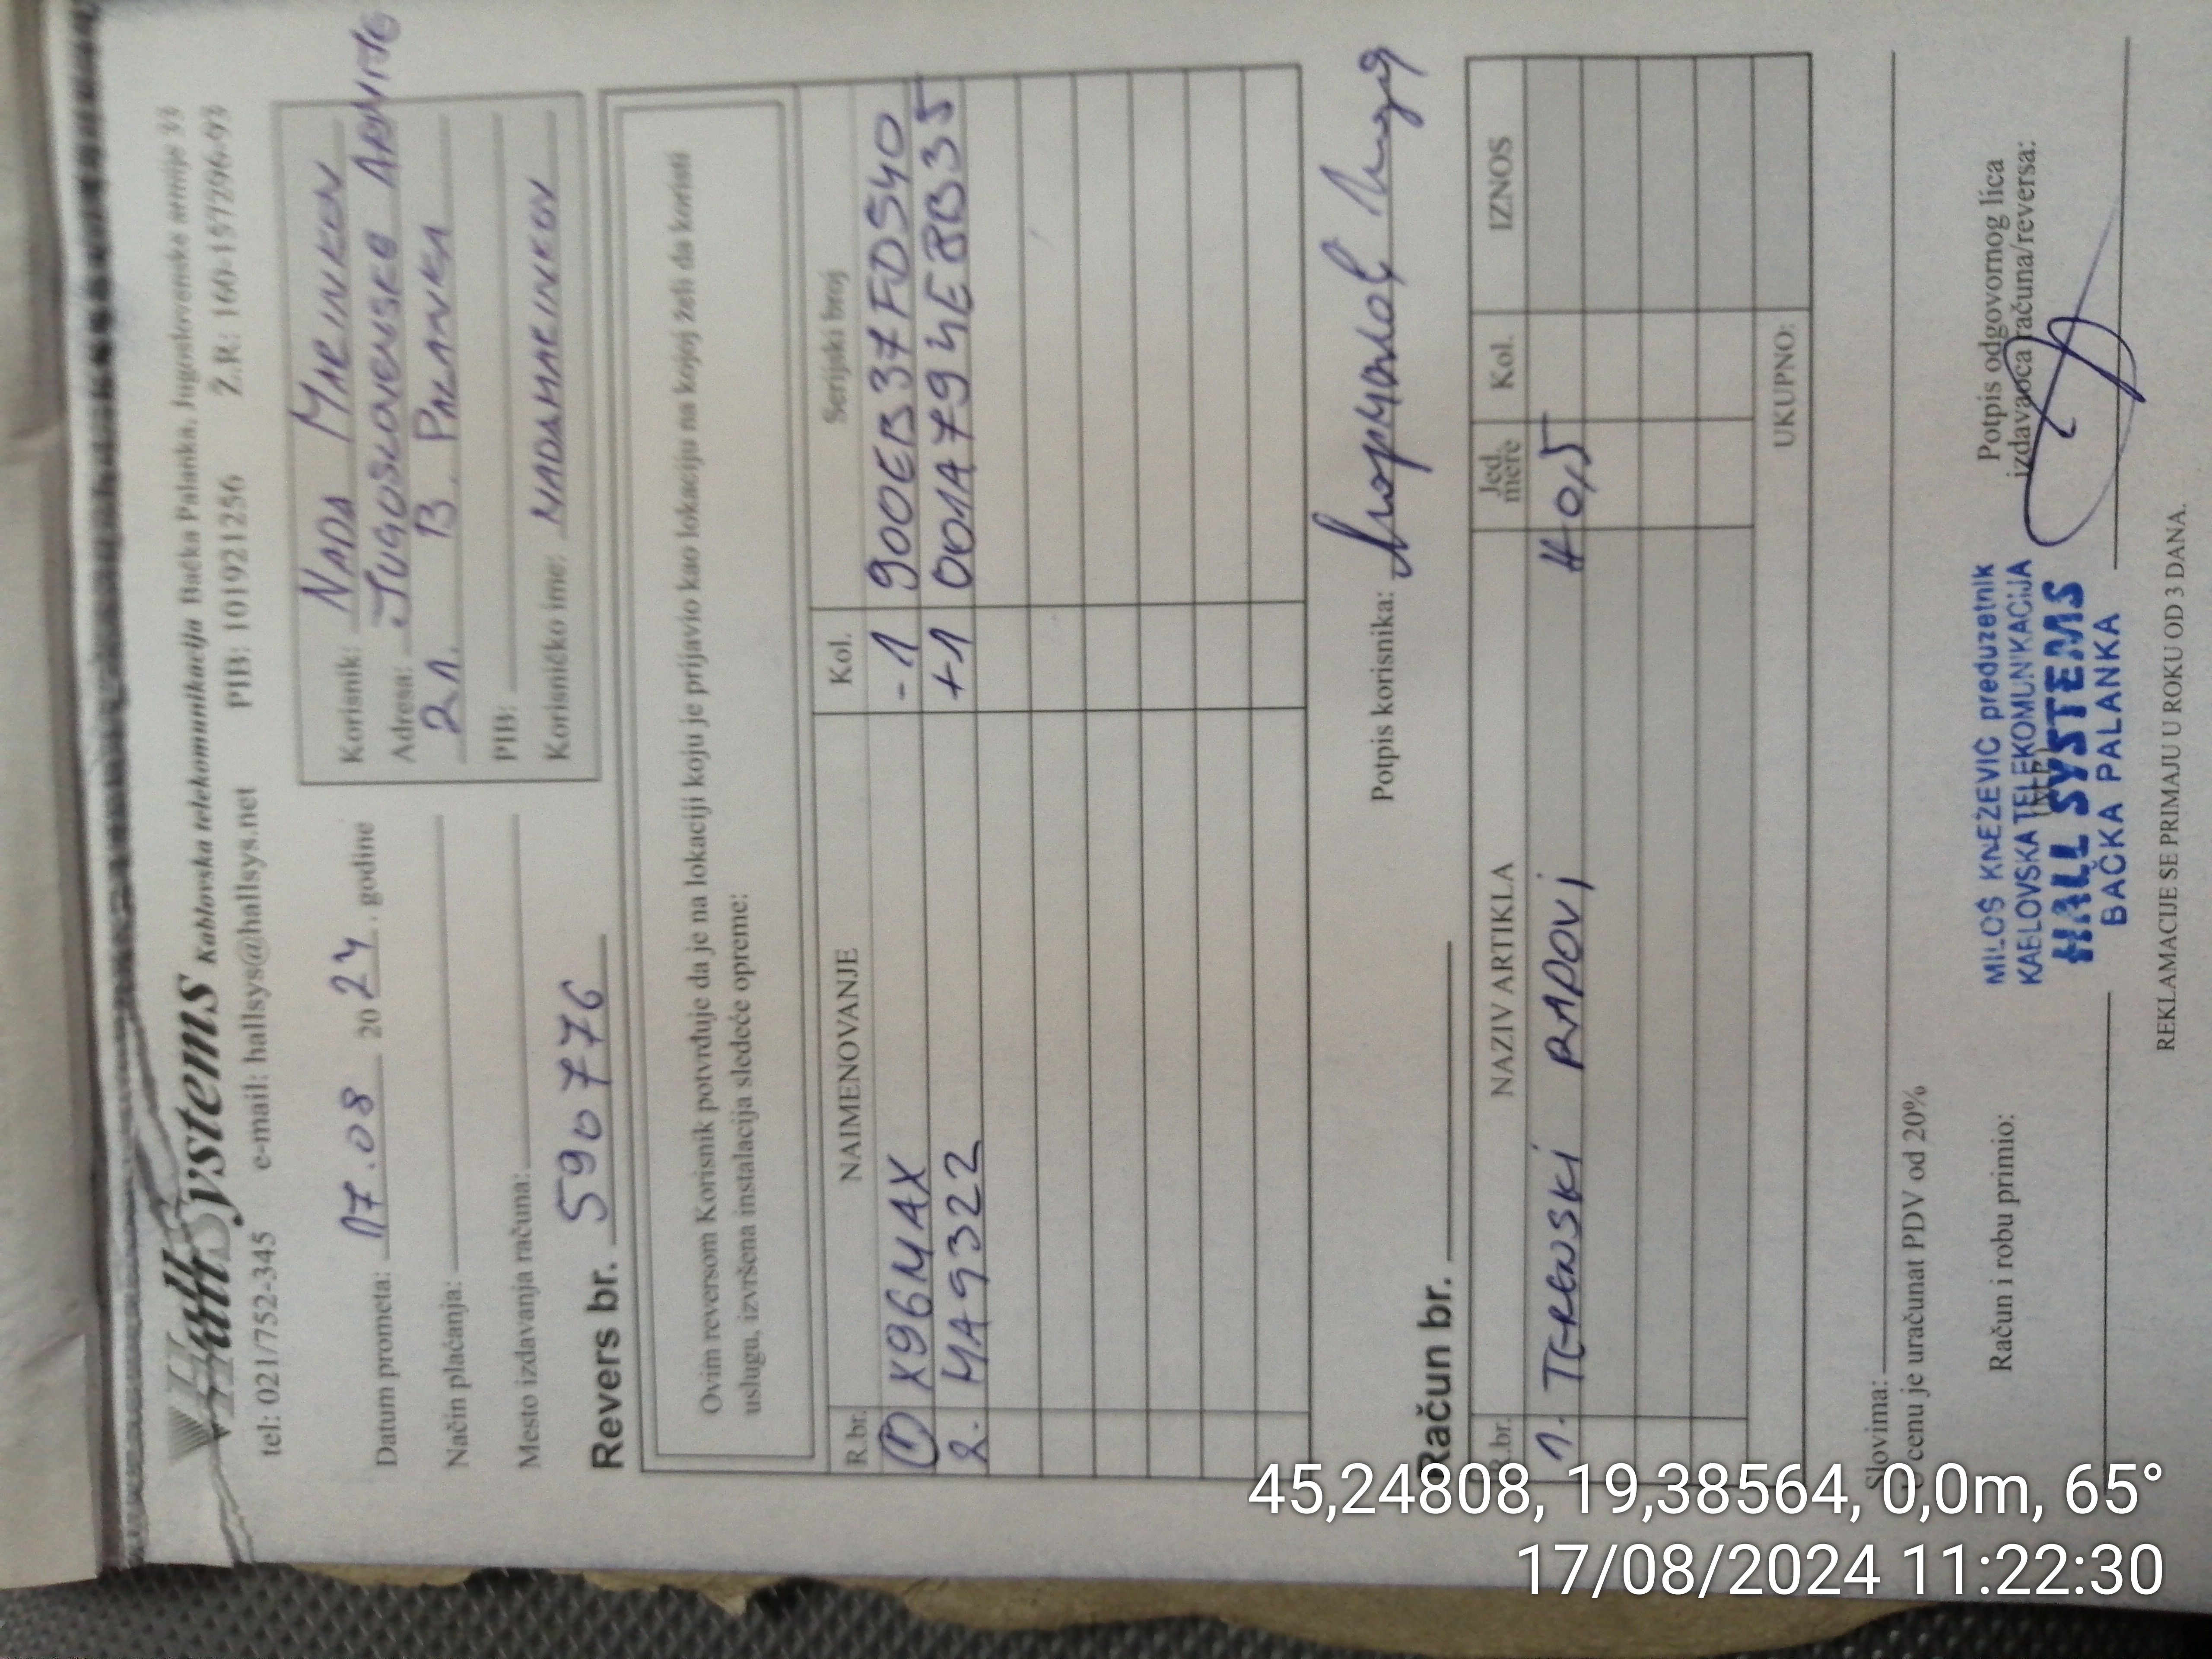 HallSystems Kablovska telekomunikacija Bačka Palanka, Jugoslovenske armije 33
tel: 021/752-345 e-mail: hallsys@hallsys.net PIB: 101921256 Ž.R: 160-157296-93
Datum prometa: 17.08 2024. godine
Način plaćanja:
Mesto izdavanja računa:
Korisnik: NADA MARINKOV
Adresa: JUGOSLOVENSKE ARMIJE
21. B. PALANKA
PIB:
Korisničko ime: NADAMARINKOV
Revers br. 590776
Ovim reversom Korisnik potvrđuje da je na lokaciji koju je prijavio kao lokaciju na kojoj želi da koristi
uslugu, izvršena instalacija sledeće opreme:
R.br. NAIMENOVANJE Kol. Serijski broj
1 X96MAX -1 900EB37FD540
2. MA9322 +1 001A794E8B35
Potpis korisnika: Маринков Нада
Račun br.
R.br. NAZIV ARTIKLA Jed. mere Kol. IZNOS
1. TERENSKI RADOVI H 0,5
UKUPNO:
Slovima:
U cenu je uračunat PDV od 20%
Račun i robu primio:
(M.P.)
Potpis odgovornog lica
izdavaoca računa/reversa:
MILOŠ KNEŽEVIĆ preduzetnik
KABLOVSKA TELEKOMUNIKACIJA
HALL SYSTEMS
BAČKA PALANKA
REKLAMACIJE SE PRIMAJU U ROKU OD 3 DANA.
45,24808, 19,38564, 0,0m, 65°
17/08/2024 11:22:30